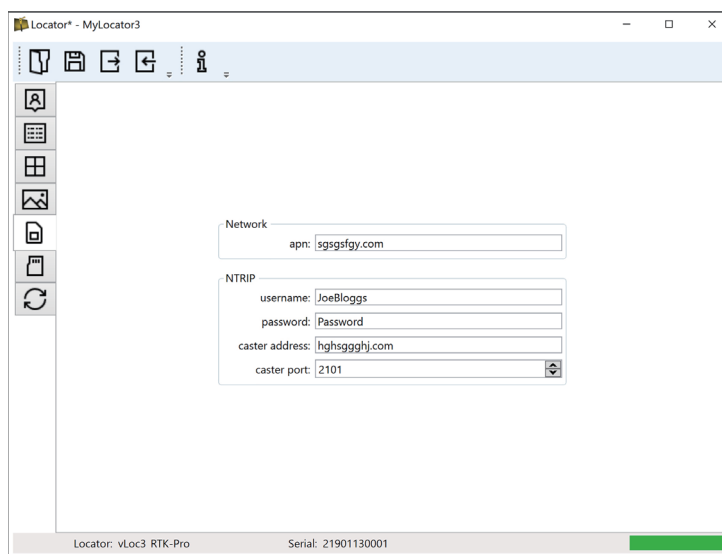 Locator* - MyLocator3
Network
apn: sgsgsfgy.com
NTRIP
username: JoeBloggs
password: Password
caster address: hghsggghj.com
caster port: 2101
Locator: vLoc3 RTK-Pro Serial: 21901130001